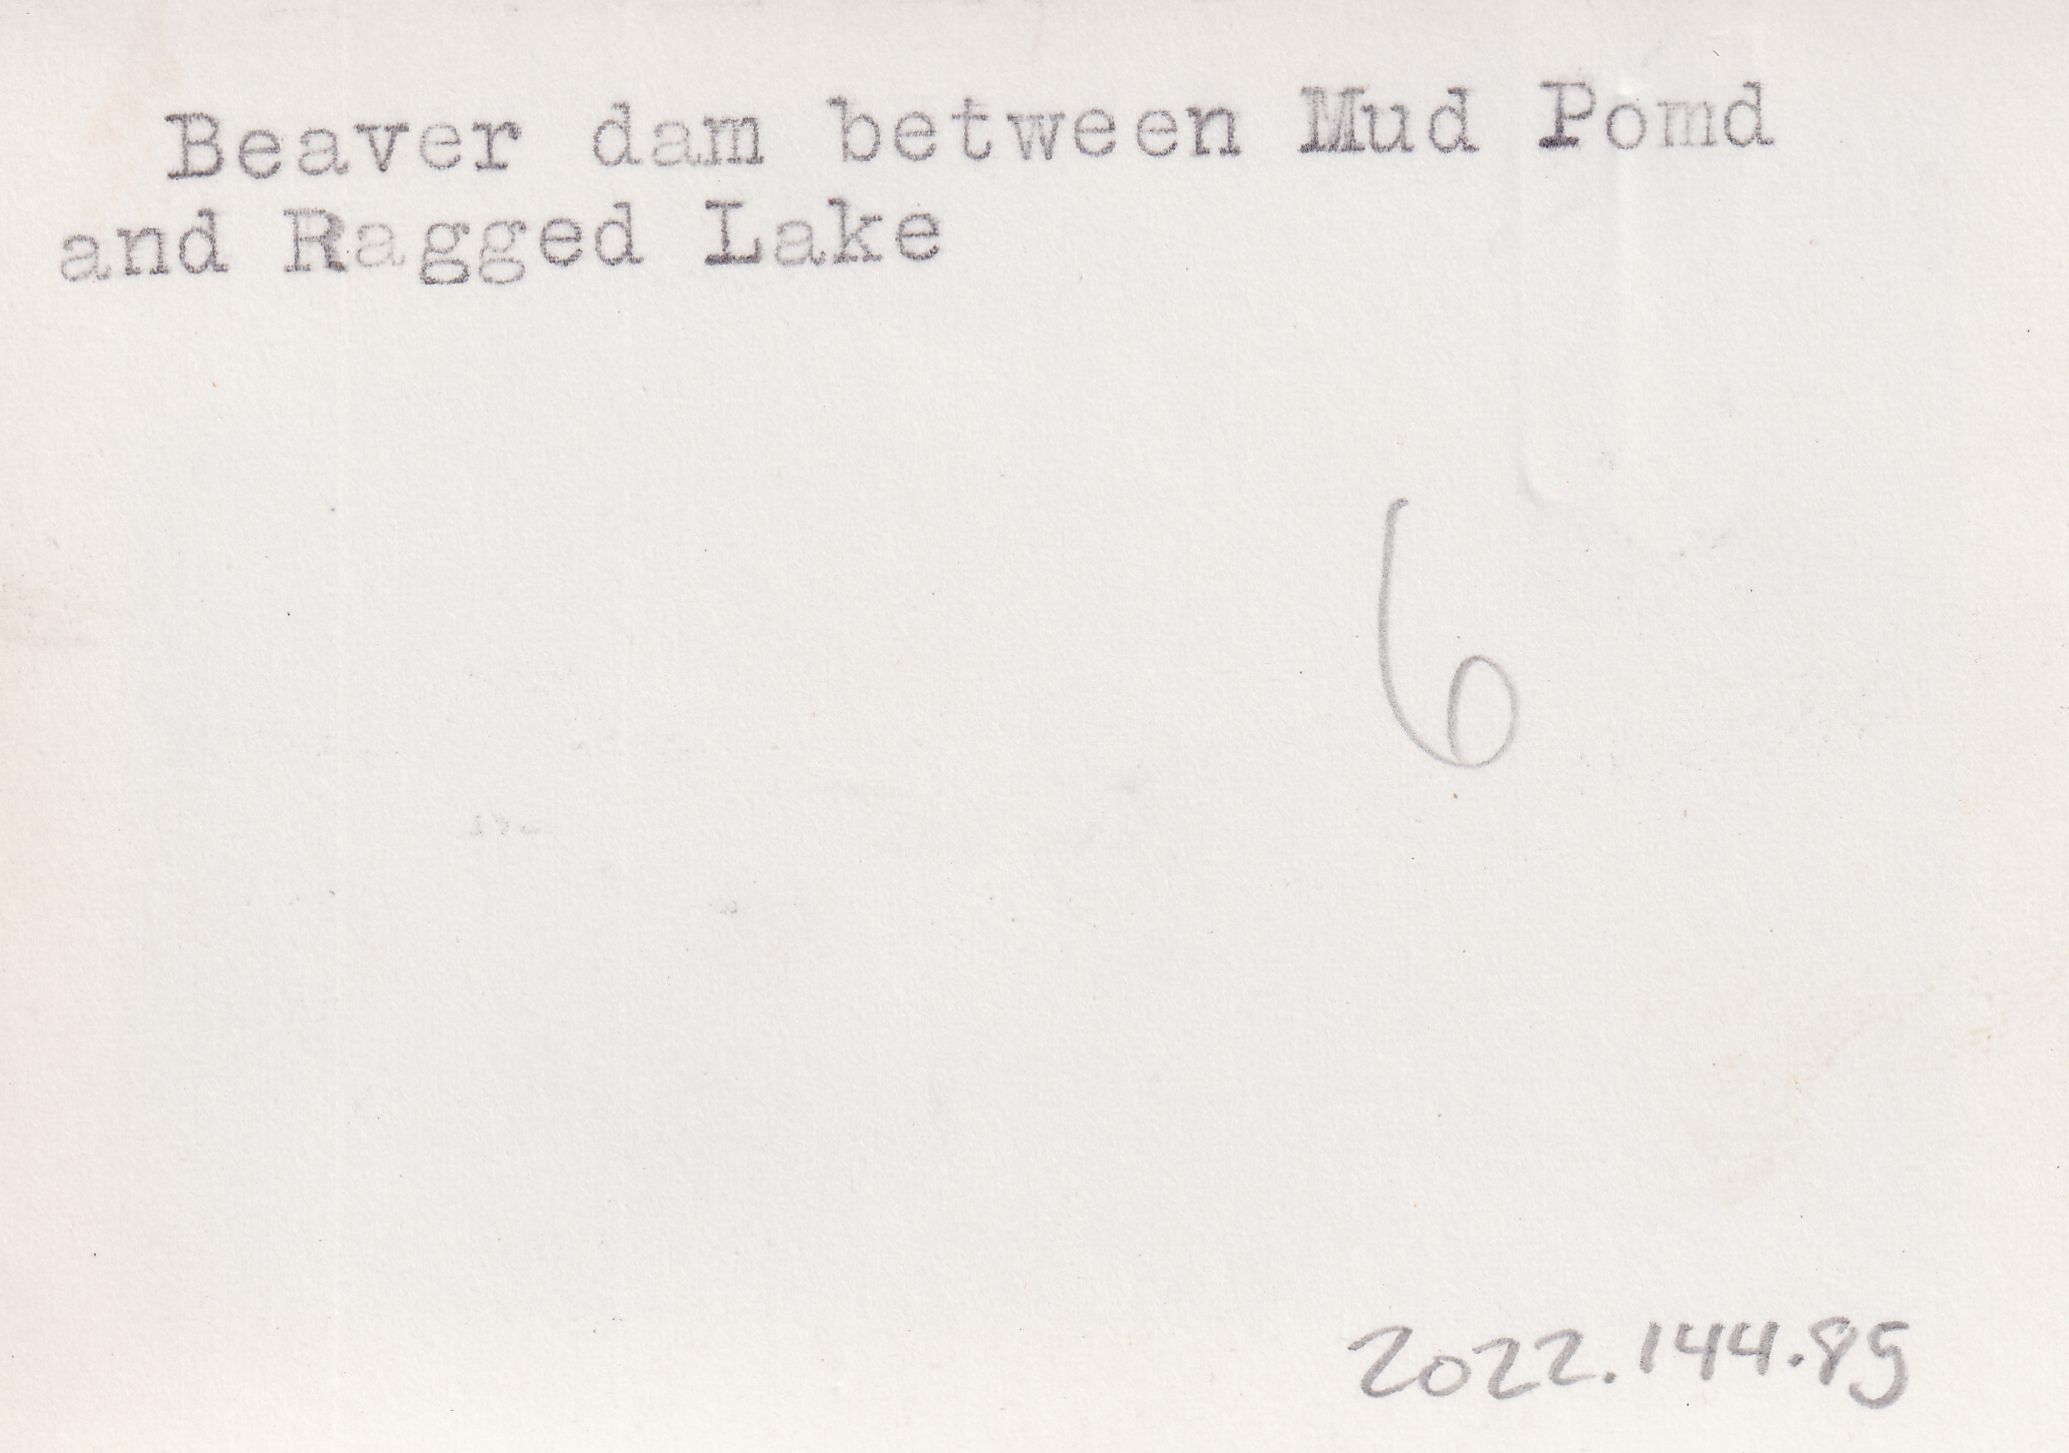 Beaver dam between Mud Pomd
and Ragged Lake
6
2022.144.85